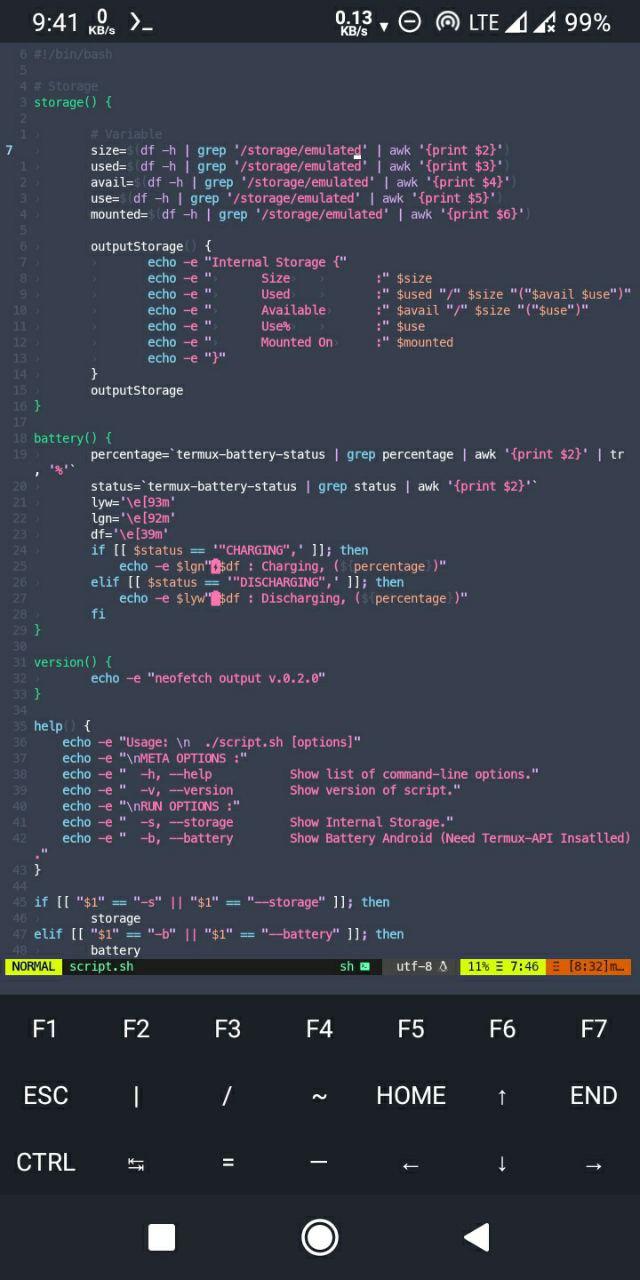 9:41 0 KB/s 0.13 KB/s LTE 99%
6 #!/bin/bash
5
4 # Storage
3 storage() {
2
1 # Variable
7 size=$(df -h | grep '/storage/emulated' | awk '{print $2}')
1 used=$(df -h | grep '/storage/emulated' | awk '{print $3}')
2 avail=$(df -h | grep '/storage/emulated' | awk '{print $4}')
3 use=$(df -h | grep '/storage/emulated' | awk '{print $5}')
4 mounted=$(df -h | grep '/storage/emulated' | awk '{print $6}')
5
6 outputStorage() {
7 echo -e "Internal Storage {"
8 echo -e " Size :" $size
9 echo -e " Used :" $used "/" $size "("$avail $use")"
10 echo -e " Available :" $avail "/" $size "("$use")"
11 echo -e " Use% :" $use
12 echo -e " Mounted On :" $mounted
13 echo -e "}"
14 }
15 outputStorage
16 }
17
18 battery() {
19 percentage=`termux-battery-status | grep percentage | awk '{print $2}' | tr
, '%'`
20 status=`termux-battery-status | grep status | awk '{print $2}'`
21 lyw='\e[93m'
22 lgn='\e[92m'
23 df='\e[39m'
24 if [[ $status == '"CHARGING",' ]]; then
25 echo -e $lgn"$df : Charging, (${percentage})"
26 elif [[ $status == '"DISCHARGING",' ]]; then
27 echo -e $lyw"$df : Discharging, (${percentage})"
28 fi
29 }
30
31 version() {
32 echo -e "neofetch output v.0.2.0"
33 }
34
35 help() {
36 echo -e "Usage: \n ./script.sh [options]"
37 echo -e "\nMETA OPTIONS :"
38 echo -e " -h, --help Show list of command-line options."
39 echo -e " -v, --version Show version of script."
40 echo -e "\nRUN OPTIONS :"
41 echo -e " -s, --storage Show Internal Storage."
42 echo -e " -b, --battery Show Battery Android (Need Termux-API Insatlled)
."
43 }
44
45 if [[ "$1" == "-s" || "$1" == "--storage" ]]; then
46 storage
47 elif [[ "$1" == "-b" || "$1" == "--battery" ]]; then
48 battery
NORMAL script.sh sh utf-8 11% Ξ 7:46 Ξ [8:32]m…
F1 F2 F3 F4 F5 F6 F7
ESC | / ~ HOME ↑ END
CTRL ↹ = — ← ↓ →